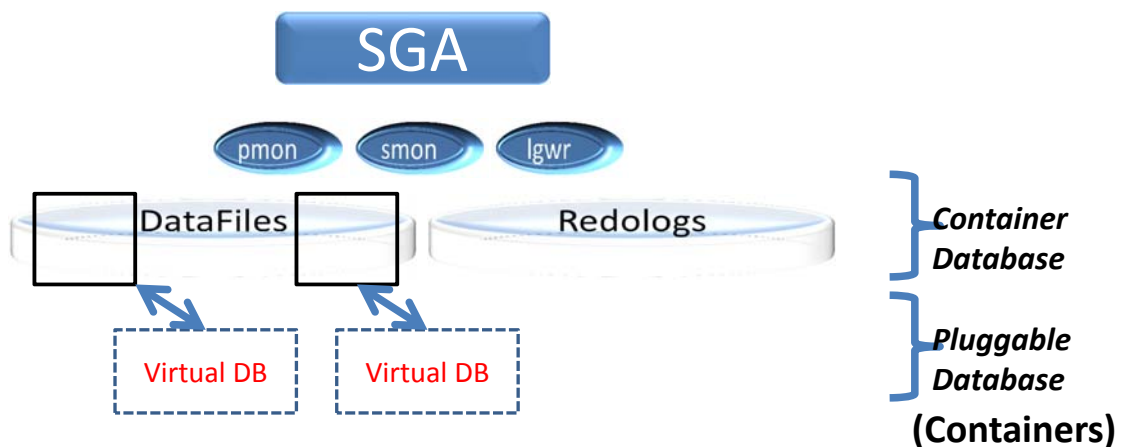 SGA
pmon smon lgwr
DataFiles Redologs
Container
Database
Virtual DB Virtual DB
Pluggable
Database
(Containers)